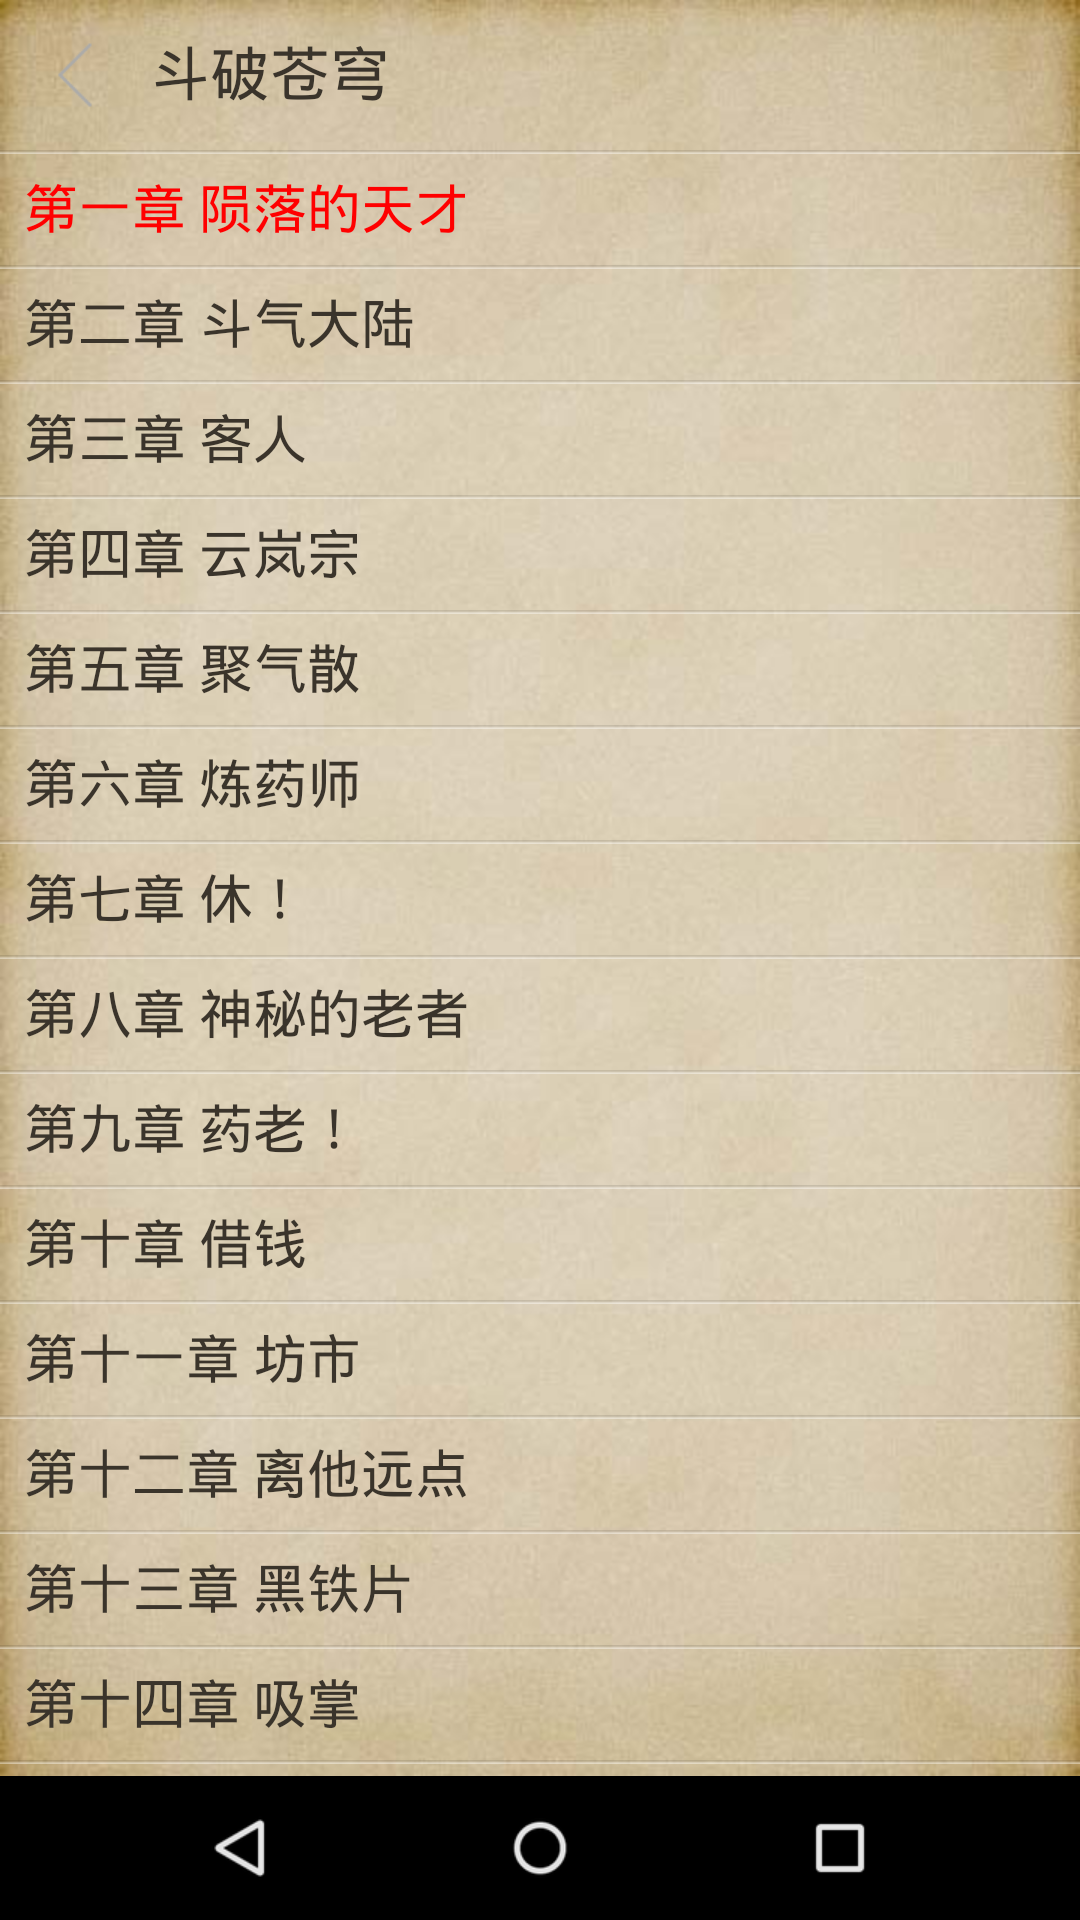 斗破苍穹
第一章 陨落的天才
第二章 斗气大陆
第三章 客人
第四章 云岚宗
第五章 聚气散
第六章 炼药师
第七章 休！
第八章 神秘的老者
第九章 药老！
第十章 借钱
第十一章 坊市
第十二章 离他远点
第十三章 黑铁片
第十四章 吸掌